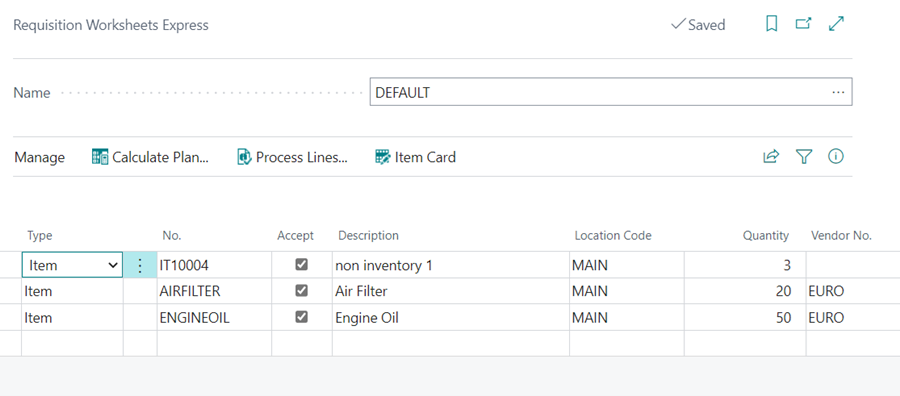 Requisition Worksheets Express Saved
Name DEFAULT ...
Manage Calculate Plan... Process Lines... Item Card
Type No. Accept Description Location Code Quantity Vendor No.
Item IT10004 non inventory 1 MAIN 3
Item AIRFILTER Air Filter MAIN 20 EURO
Item ENGINEOIL Engine Oil MAIN 50 EURO